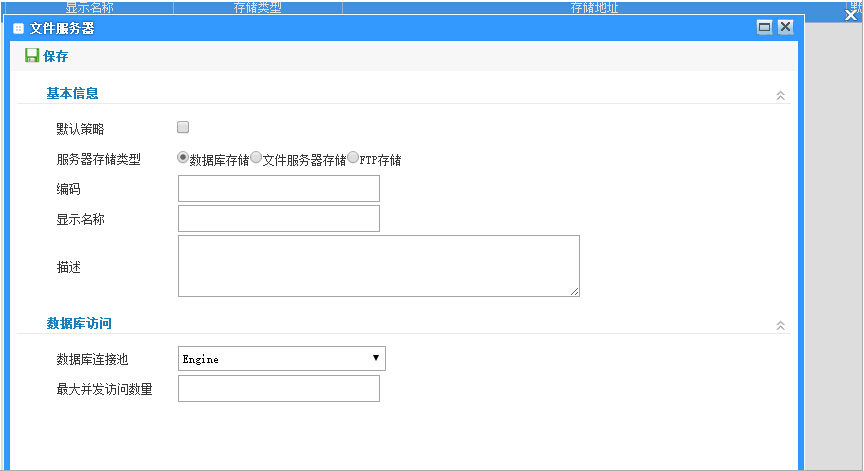 显示名称 存储类型 存储地址
文件服务器
保存
基本信息
默认策略
服务器存储类型 数据库存储 文件服务器存储 FTP存储
编码
显示名称
描述
数据库访问
数据库连接池 Engine
最大并发访问数量